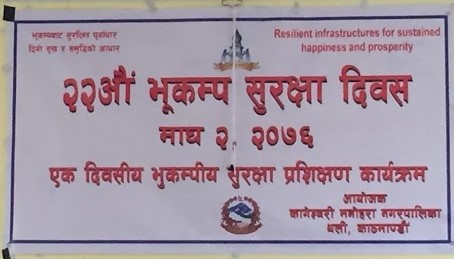 भूकम्पबाट सुरक्षित पूर्वाधार
दिगो सुख र समृद्धिको आधार
Resilient infrastructures for sustained
happiness and prosperity
२२औं भूकम्प सुरक्षा दिवस
माघ २, २०७६
एक दिवसीय भुकम्पीय सुरक्षा प्रशिक्षण कार्यक्रम
आयोजक
कागेश्वरी मनोहरा नगरपालिका
थली, काठमाण्डौं